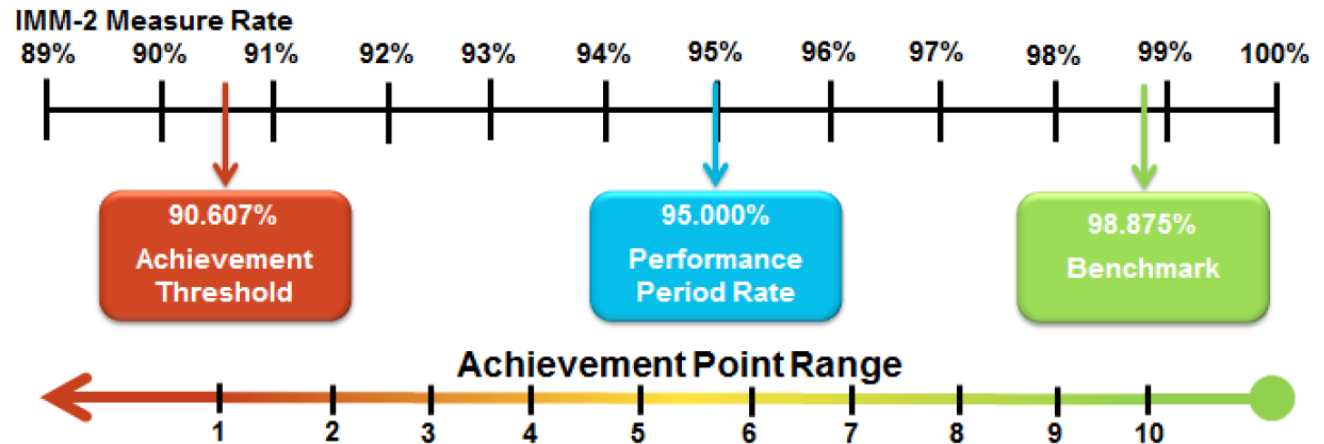 IMM-2 Measure Rate
89% 90% 91% 92% 93% 94% 95% 96% 97% 98% 99% 100%
90.607%
Achievement
Threshold
95.000%
Performance
Period Rate
98.875%
Benchmark
Achievement Point Range
1 2 3 4 5 6 7 8 9 10